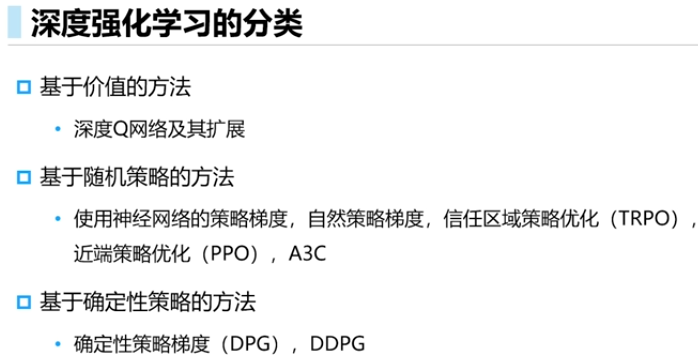 深度强化学习的分类
基于价值的方法
• 深度Q网络及其扩展
基于随机策略的方法
• 使用神经网络的策略梯度，自然策略梯度，信任区域策略优化（TRPO），
近端策略优化（PPO），A3C
基于确定性策略的方法
• 确定性策略梯度（DPG），DDPG